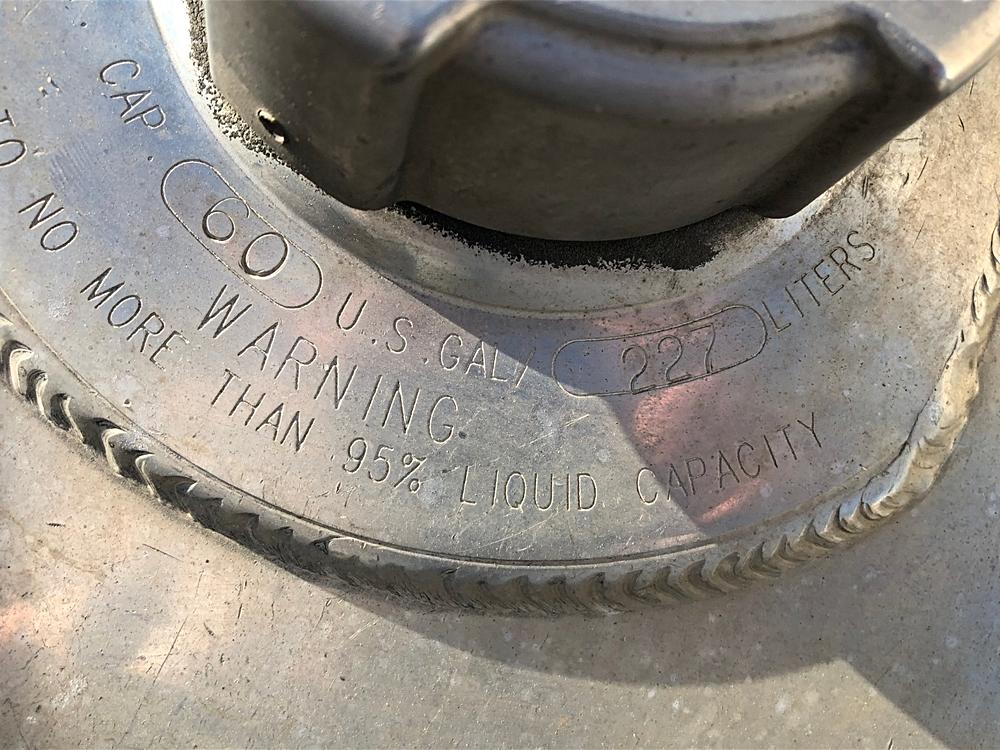 CAP 60 U.S. GAL/ 227 LITERS
WARNING
TO NO MORE THAN 95% LIQUID CAPACITY